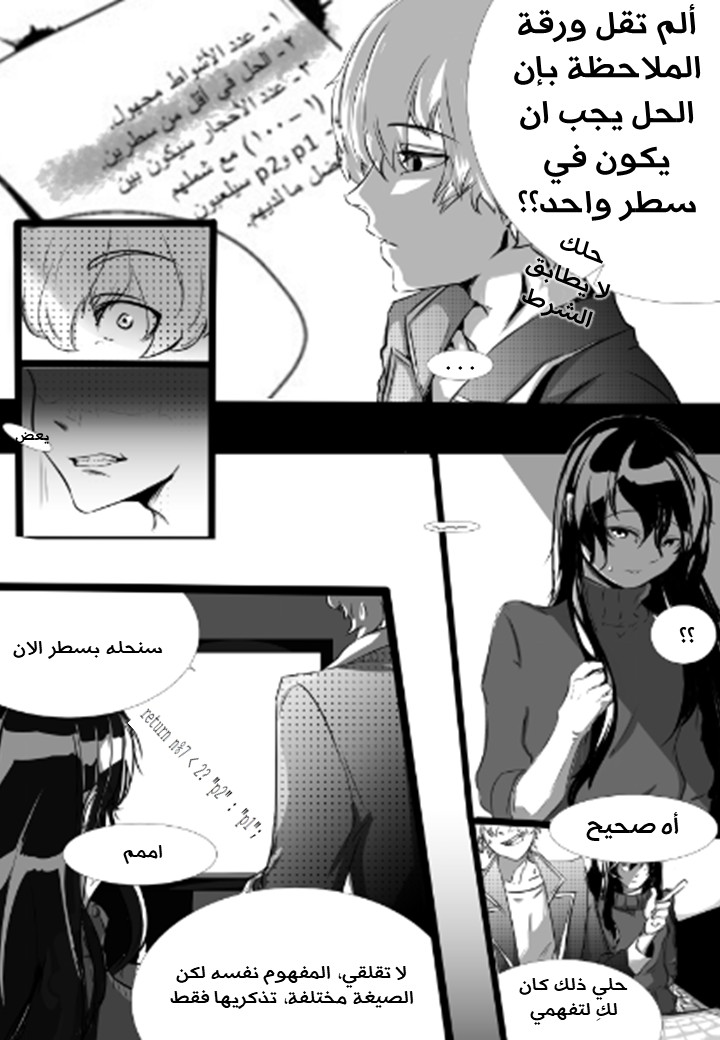 ألم تقل ورقة
الملاحظة بإن
الحل يجب ان
يكون في
سطر واحد؟؟
حلك
لا يطابق
الشرط
١- عدد الأشواط مجهول.
٢- الحل في أقل من سطرين.
٣- عدد الأحجار سيكون بين
(١ - ١٠٠) مع شملهم
p1 و p2 سيلعبون
مالديهم.
...
يعض
؟؟
أه صحيح
حلي ذلك كان
لكِ لتفهمي
سنحله بسطر الان
return n%7 < 2? "p2" : "p1";
اممم
لا تقلقي، المفهوم نفسه لكن
الصيغة مختلفة، تذكريها فقط